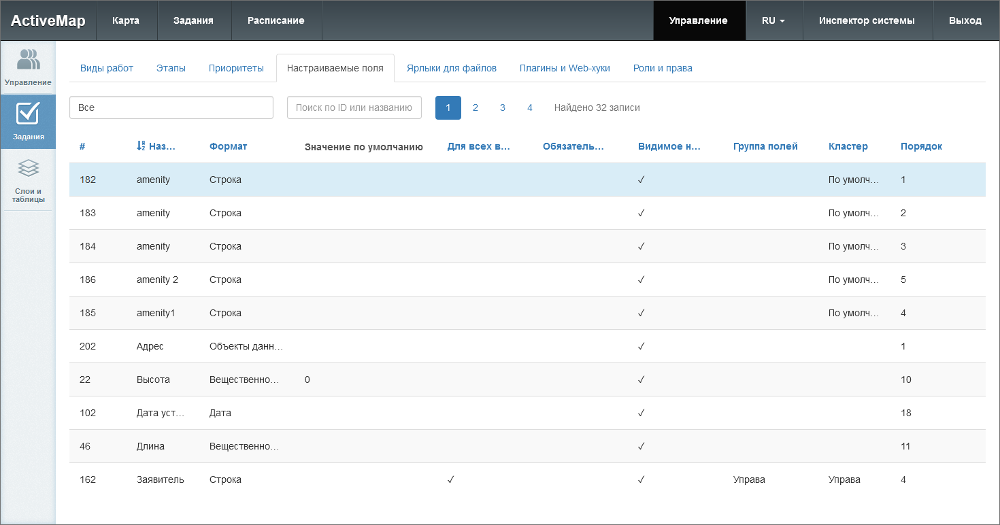 ActiveMap Карта Задания Расписание Управление RU Инспектор системы Выход
Управление
Задания
Слои и
таблицы
Виды работ Этапы Приоритеты Настраиваемые поля Ярлыки для файлов Плагины и Web-хуки Роли и права
Все Поиск по ID или названию 1 2 3 4 Найдено 32 записи
# Наз… Формат Значение по умолчанию Для всех в… Обязатель… Видимое н… Группа полей Кластер Порядок
182 amenity Строка ✓ По умолч… 1
183 amenity Строка ✓ По умолч… 2
184 amenity Строка ✓ По умолч… 3
186 amenity 2 Строка ✓ По умолч… 5
185 amenity1 Строка ✓ По умолч… 4
202 Адрес Объекты данн… ✓ 1
22 Высота Вещественно… 0 ✓ 10
102 Дата уст… Дата ✓ 18
46 Длина Вещественно… ✓ 11
162 Заявитель Строка ✓ ✓ Управа Управа 4